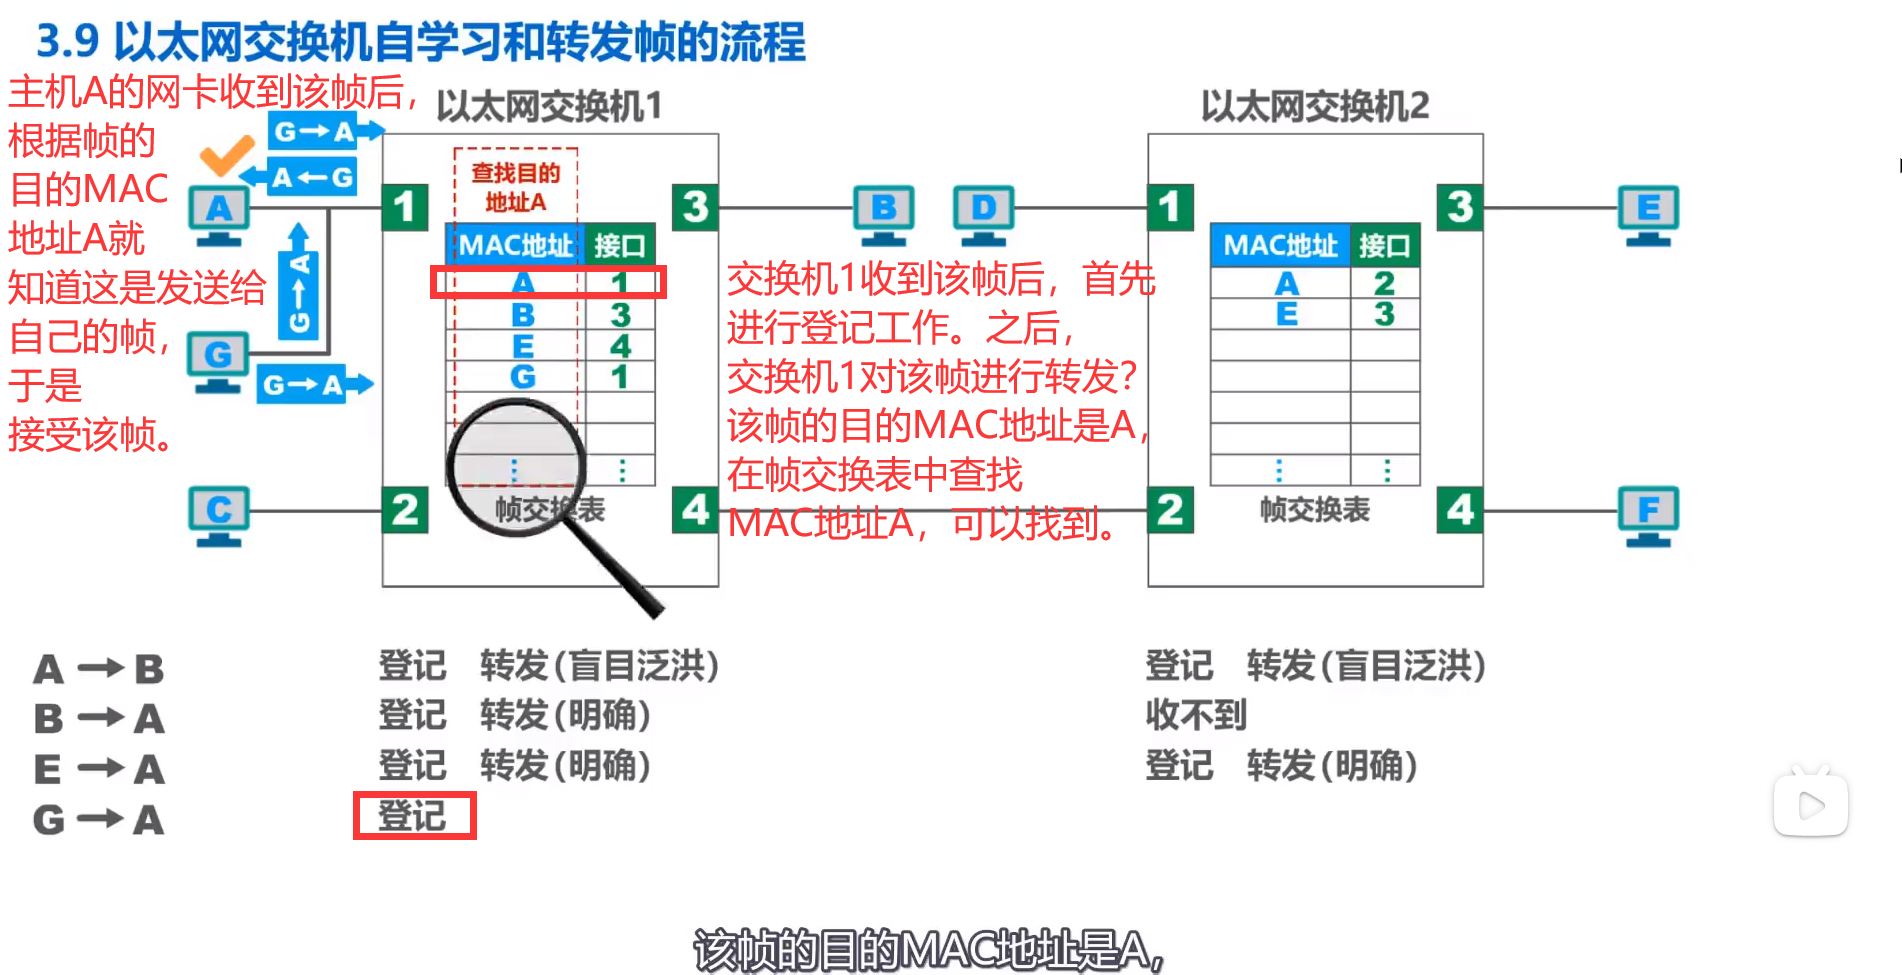 3.9 以太网交换机自学习和转发帧的流程
主机A的网卡收到该帧后，
根据帧的
目的MAC
地址A就
知道这是发送给
自己的帧，
于是
接受该帧。
G→A
A←G
A
G→A
G
G→A
C
以太网交换机1
1
2
3
4
查找目的
地址A
MAC地址 接口
A 1
B 3
E 4
G 1
⋮ ⋮
帧交换表
B
D
交换机1收到该帧后，首先
进行登记工作。之后，
交换机1对该帧进行转发？
该帧的目的MAC地址是A，
在帧交换表中查找
MAC地址A，可以找到。
以太网交换机2
1
2
3
4
MAC地址 接口
A 2
E 3
⋮ ⋮
帧交换表
E
F
A→B 登记 转发(盲目泛洪) 登记 转发(盲目泛洪)
B→A 登记 转发(明确) 收不到
E→A 登记 转发(明确) 登记 转发(明确)
G→A 登记
该帧的目的MAC地址是A，